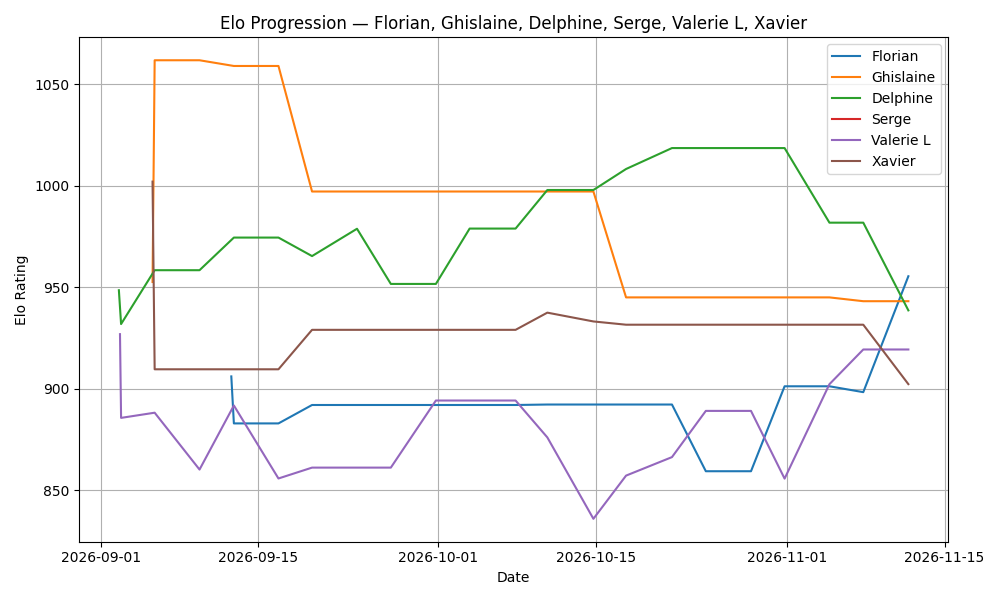 Elo Progression — Florian, Ghislaine, Delphine, Serge, Valerie L, Xavier
Florian
Ghislaine
Delphine
Serge
Valerie L
Xavier
Elo Rating
1050
1000
950
900
850
2026-09-01
2026-09-15
2026-10-01
2026-10-15
2026-11-01
2026-11-15
Date